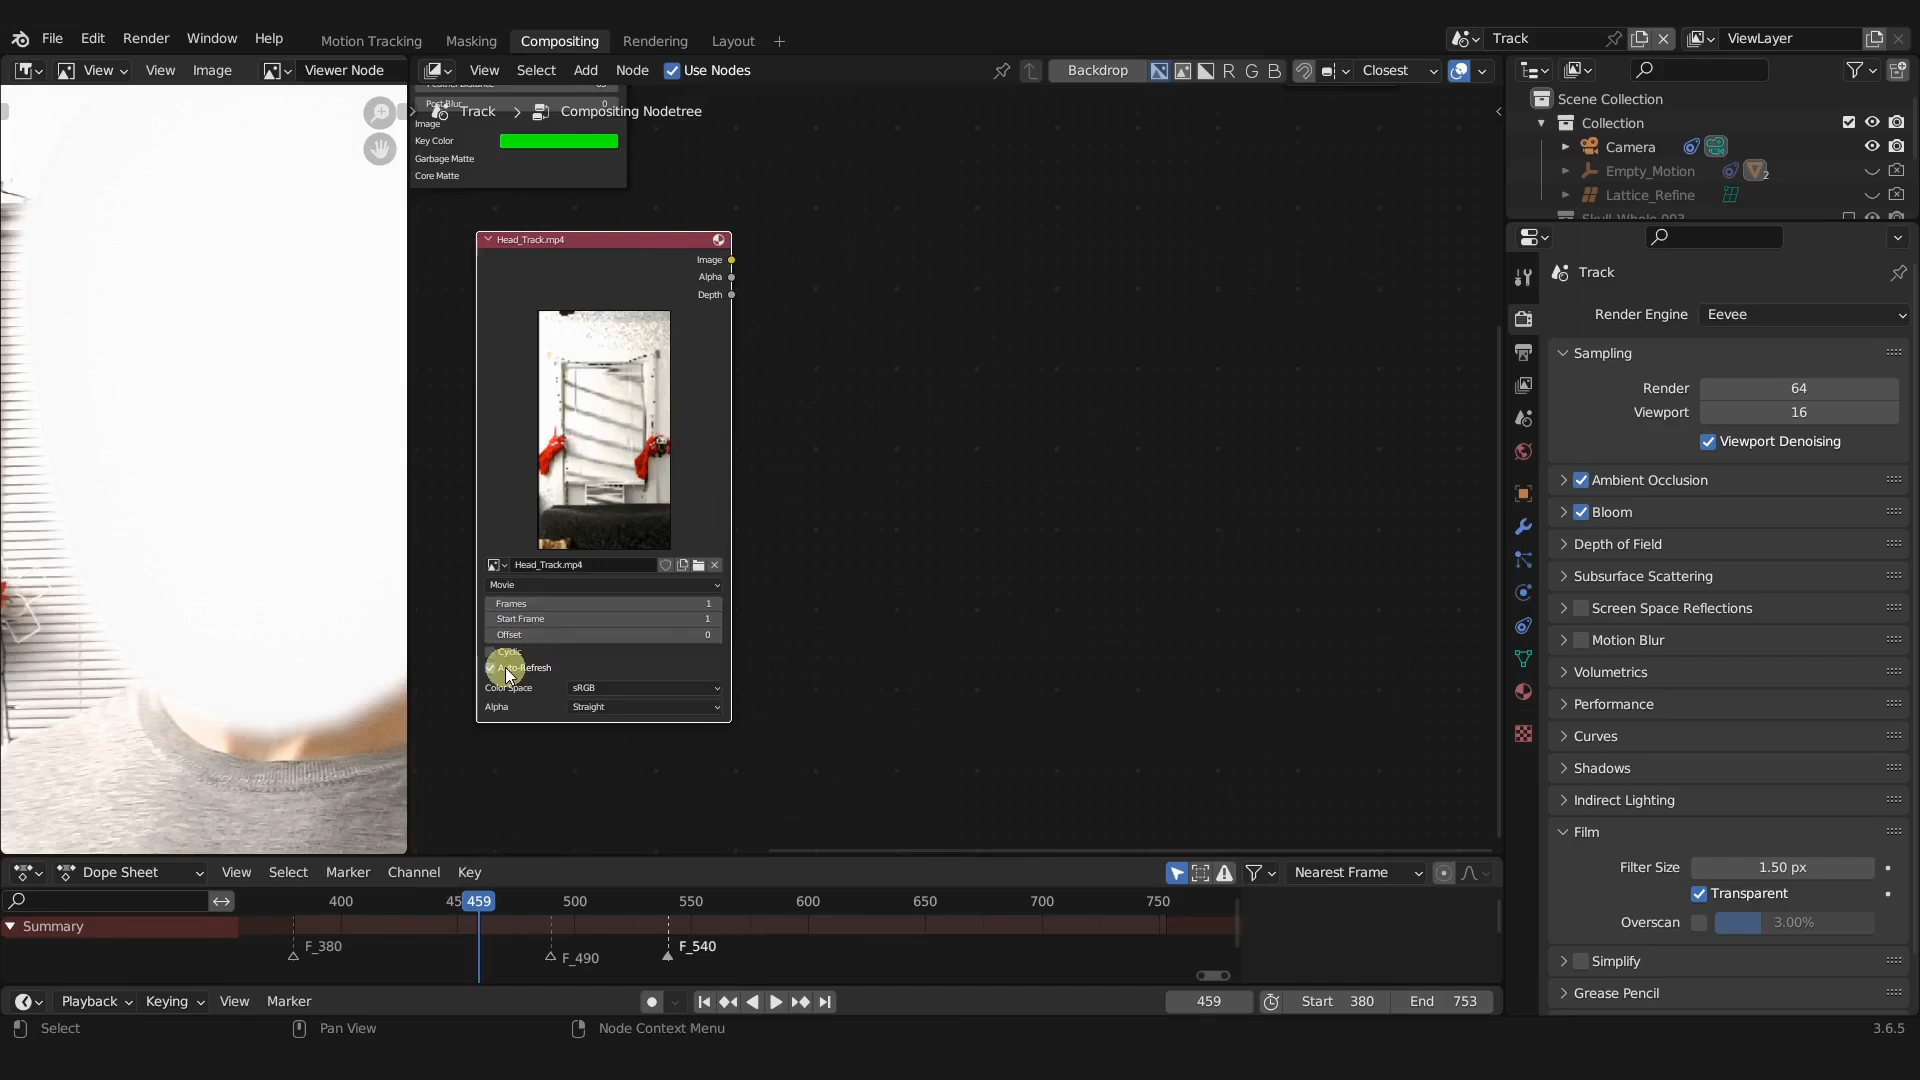 File Edit Render Window Help
Motion Tracking Masking Compositing Rendering Layout +
Track
ViewLayer
View View Image Viewer Node
View Select Add Node Use Nodes
Backdrop R G B Closest
Post Blur 0
Track > Compositing Nodetree
Image
Key Color
Garbage Matte
Core Matte
Head_Track.mp4
Image
Alpha
Depth
Head_Track.mp4
Movie
Frames 1
Start Frame 1
Offset 0
Cyclic
Auto-Refresh
Color Space sRGB
Alpha Straight
Scene Collection
Collection
Camera
Empty_Motion 2
Lattice_Refine
Track
Render Engine Eevee
Sampling
Render 64
Viewport 16
Viewport Denoising
Ambient Occlusion
Bloom
Depth of Field
Subsurface Scattering
Screen Space Reflections
Motion Blur
Volumetrics
Performance
Curves
Shadows
Indirect Lighting
Film
Filter Size 1.50 px
Transparent
Overscan 3.00%
Simplify
Grease Pencil
Dope Sheet View Select Marker Channel Key Nearest Frame
400 45 459 500 550 600 650 700 750
Summary
F_380 F_490 F_540
Playback Keying View Marker 459 Start 380 End 753
Select Pan View Node Context Menu 3.6.5